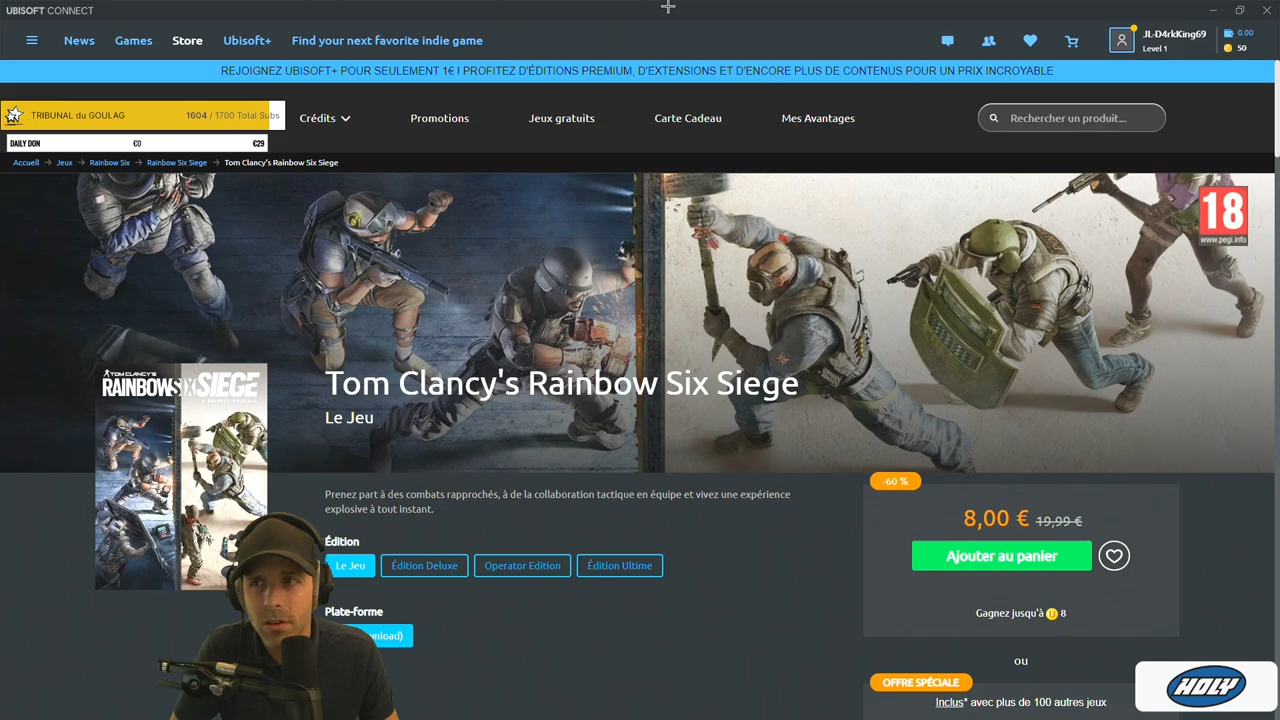 UBISOFT CONNECT
News
Games
Store
Ubisoft+
Find your next favorite indie game
JL-D4rkKing69
Level 1
0.00
50
REJOIGNEZ UBISOFT+ POUR SEULEMENT 1€ ! PROFITEZ D'ÉDITIONS PREMIUM, D'EXTENSIONS ET D'ENCORE PLUS DE CONTENUS POUR UN PRIX INCROYABLE
TRIBUNAL du GOULAG
1604 / 1700 Total Subs
Crédits
Promotions
Jeux gratuits
Carte Cadeau
Mes Avantages
Rechercher un produit...
DAILY DON
€0
€29
Accueil
Jeux
Rainbow Six
Rainbow Six Siege
Tom Clancy's Rainbow Six Siege
18
www.pegi.info
TOM CLANCY'S
RAINBOWSIX SIEGE
Tom Clancy's Rainbow Six Siege
Le Jeu
Prenez part à des combats rapprochés, à de la collaboration tactique en équipe et vivez une expérience
explosive à tout instant.
Édition
Le Jeu
Édition Deluxe
Operator Edition
Édition Ultime
Plate-forme
wnload)
-60 %
8,00 € 19,99 €
Ajouter au panier
Gagnez jusqu'à 8
ou
OFFRE SPÉCIALE
Inclus* avec plus de 100 autres jeux
HOLY